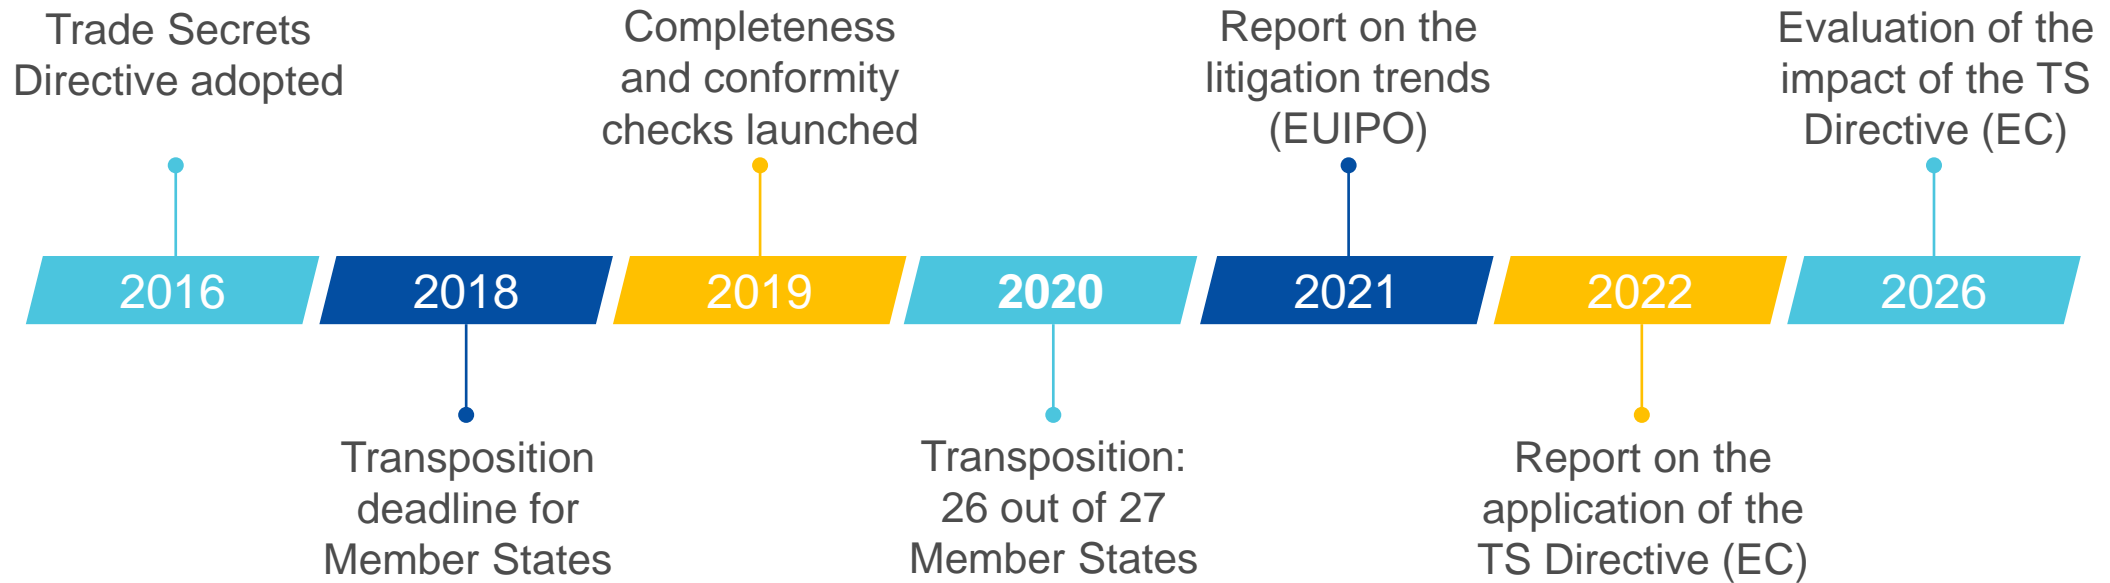 Trade Secrets
Directive adopted
Completeness
and conformity
checks launched
Report on the
litigation trends
(EUIPO)
Evaluation of the
impact of the TS
Directive (EC)
2016
2018
2019
2020
2021
2022
2026
Transposition
deadline for
Member States
Transposition:
26 out of 27
Member States
Report on the
application of the
TS Directive (EC)